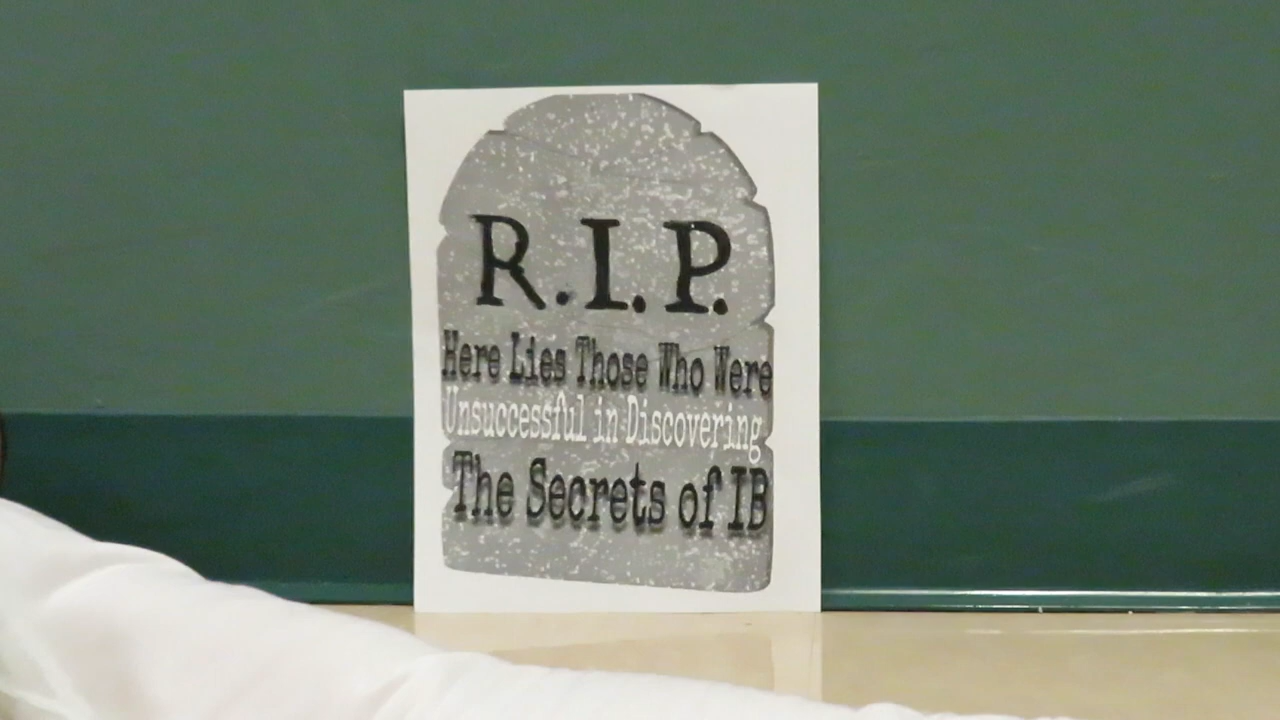 R.I.P.
Here Lies Those Who Were
Unsuccessful in Discovering
The Secrets of IB